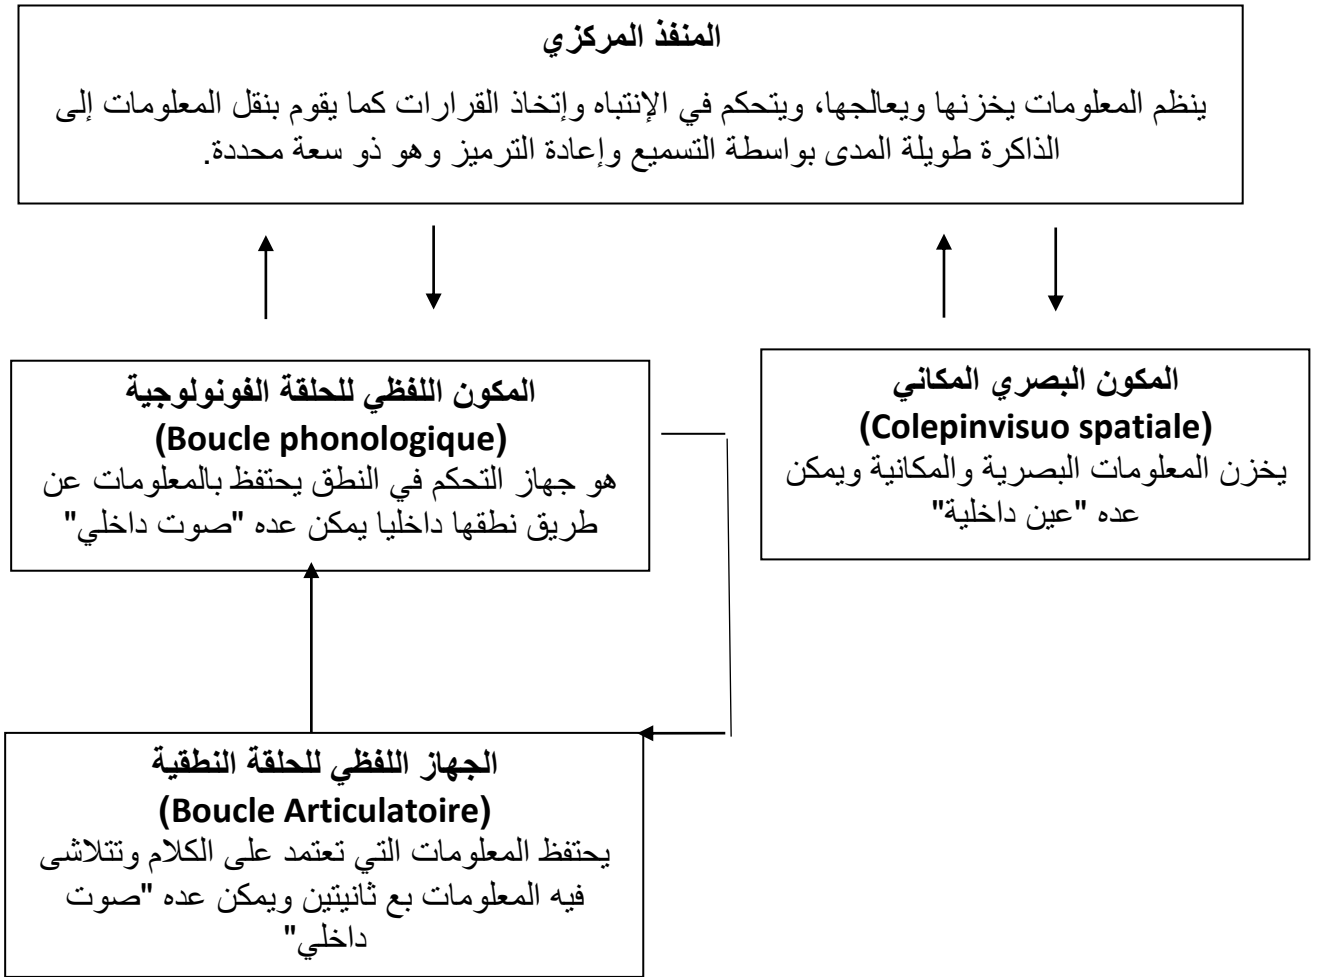 المنفذ المركزي
ينظم المعلومات يخزنها ويعالجها، ويتحكم في الإنتباه وإتخاذ القرارات كما يقوم بنقل المعلومات إلى
الذاكرة طويلة المدى بواسطة التسميع وإعادة الترميز وهو ذو سعة محددة.
المكون البصري المكاني
(Colepinvisuo spatiale)
يخزن المعلومات البصرية والمكانية ويمكن
عده "عين داخلية"
المكون اللفظي للحلقة الفونولوجية
(Boucle phonologique)
هو جهاز التحكم في النطق يحتفظ بالمعلومات عن
طريق نطقها داخليا يمكن عده "صوت داخلي"
الجهاز اللفظي للحلقة النطقية
(Boucle Articulatoire)
يحتفظ المعلومات التي تعتمد على الكلام وتتلاشى
فيه المعلومات بع ثانيتين ويمكن عده "صوت
داخلي"